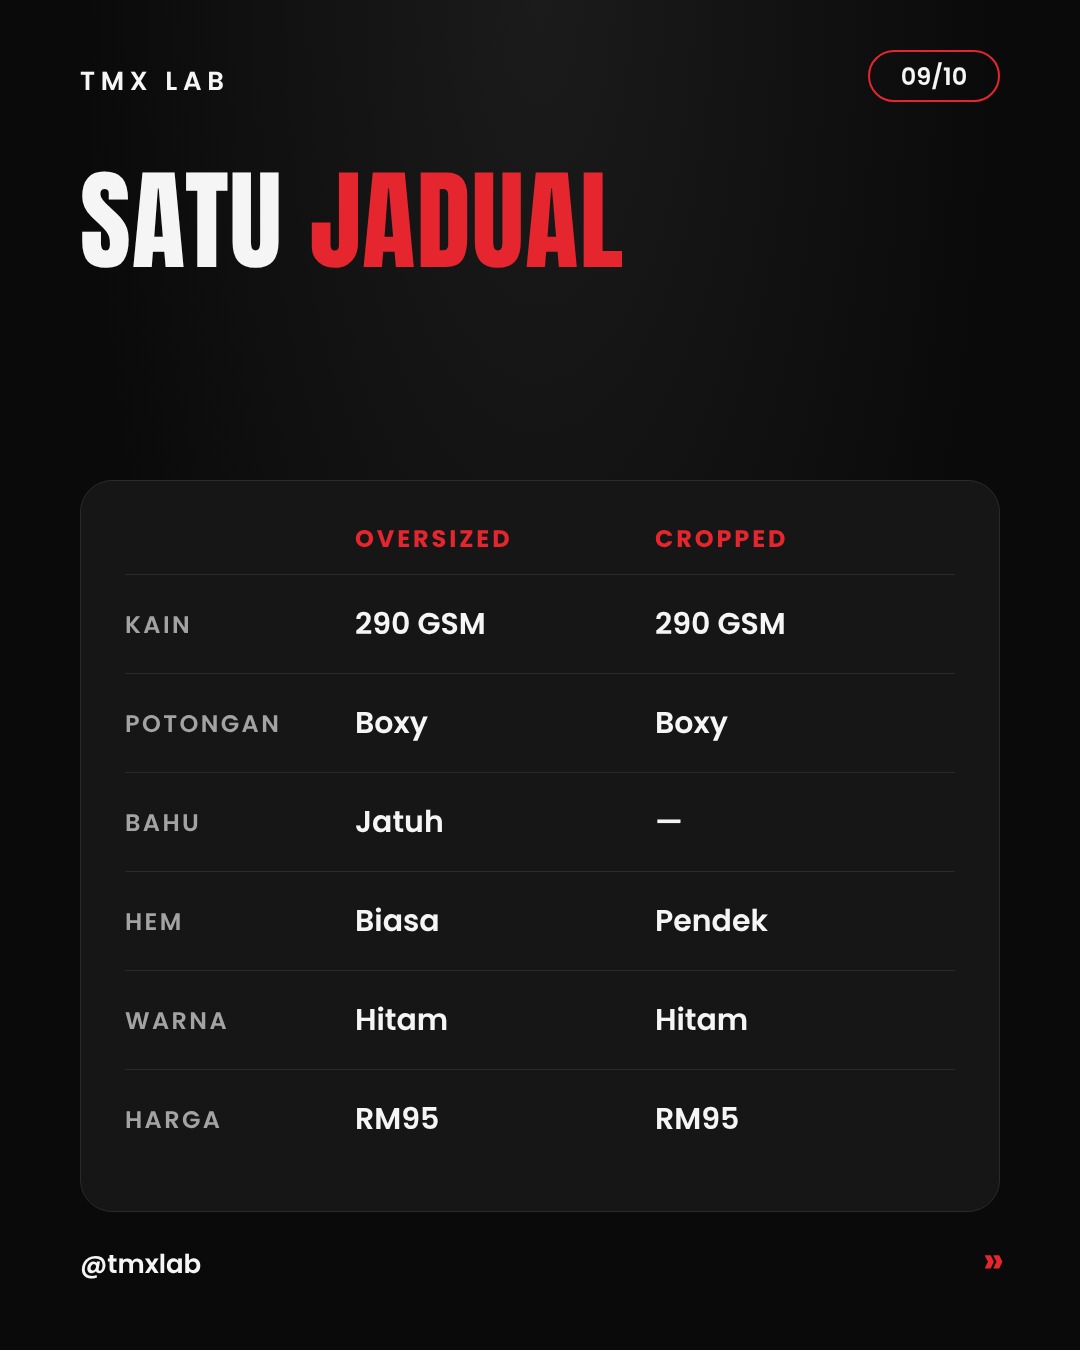 TMX LAB
09/10
SATU JADUAL
OVERSIZED CROPPED
KAIN 290 GSM 290 GSM
POTONGAN Boxy Boxy
BAHU Jatuh —
HEM Biasa Pendek
WARNA Hitam Hitam
HARGA RM95 RM95
@tmxlab »